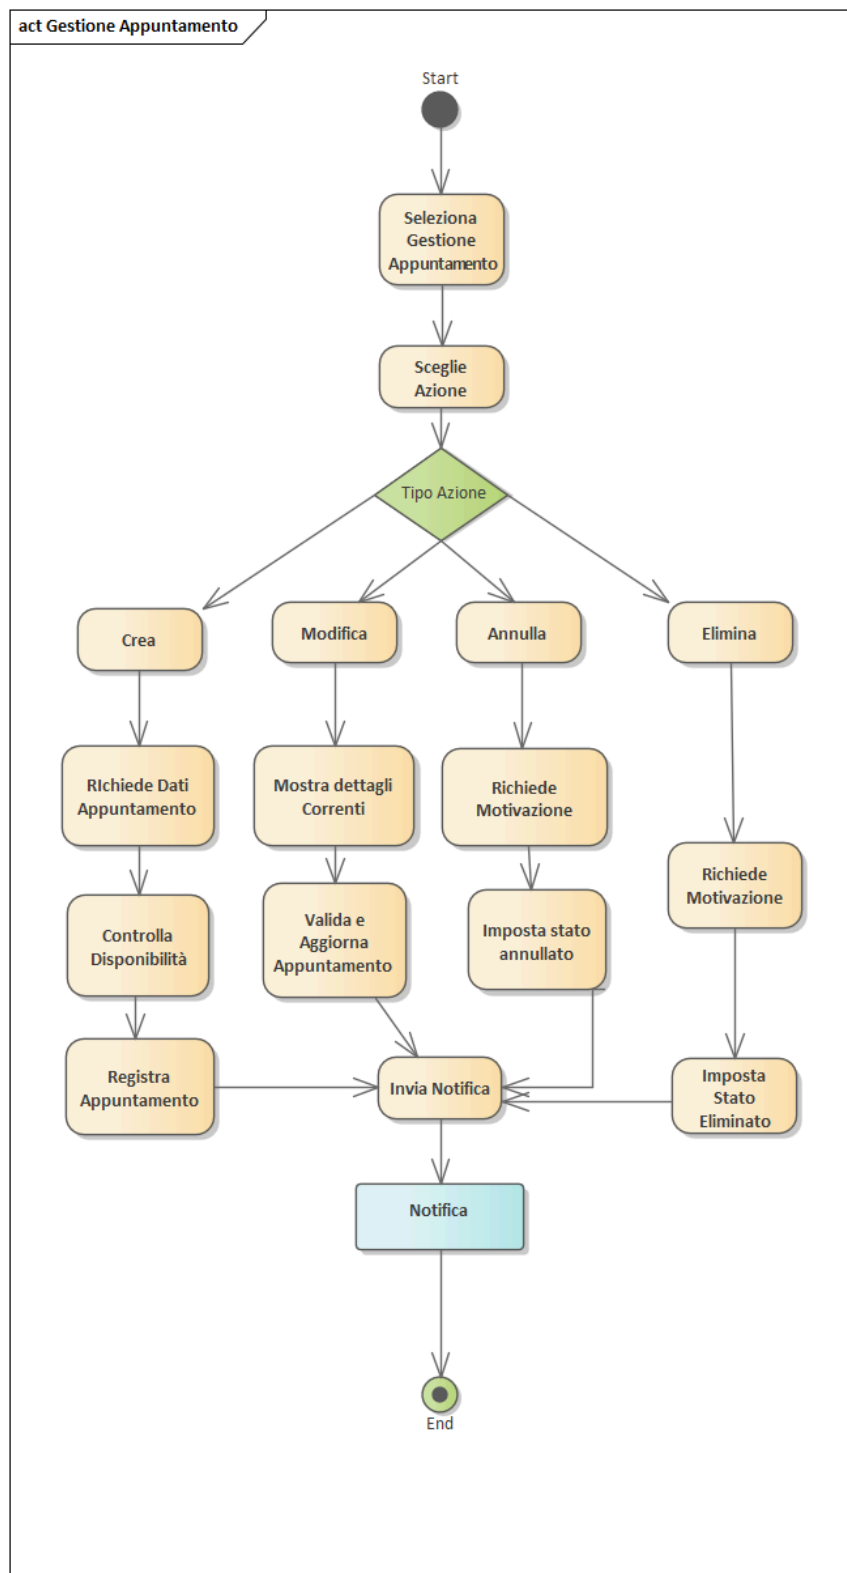 act Gestione Appuntamento
Start
Seleziona
Gestione
Appuntamento
Sceglie
Azione
Tipo Azione
Crea
Modifica
Annulla
Elimina
RIchiede Dati
Appuntamento
Mostra dettagli
Correnti
Richiede
Motivazione
Richiede
Motivazione
Controlla
Disponibilità
Valida e
Aggiorna
Appuntamento
Imposta stato
annullato
Registra
Appuntamento
Invia Notifica
Imposta
Stato
Eliminato
Notifica
End